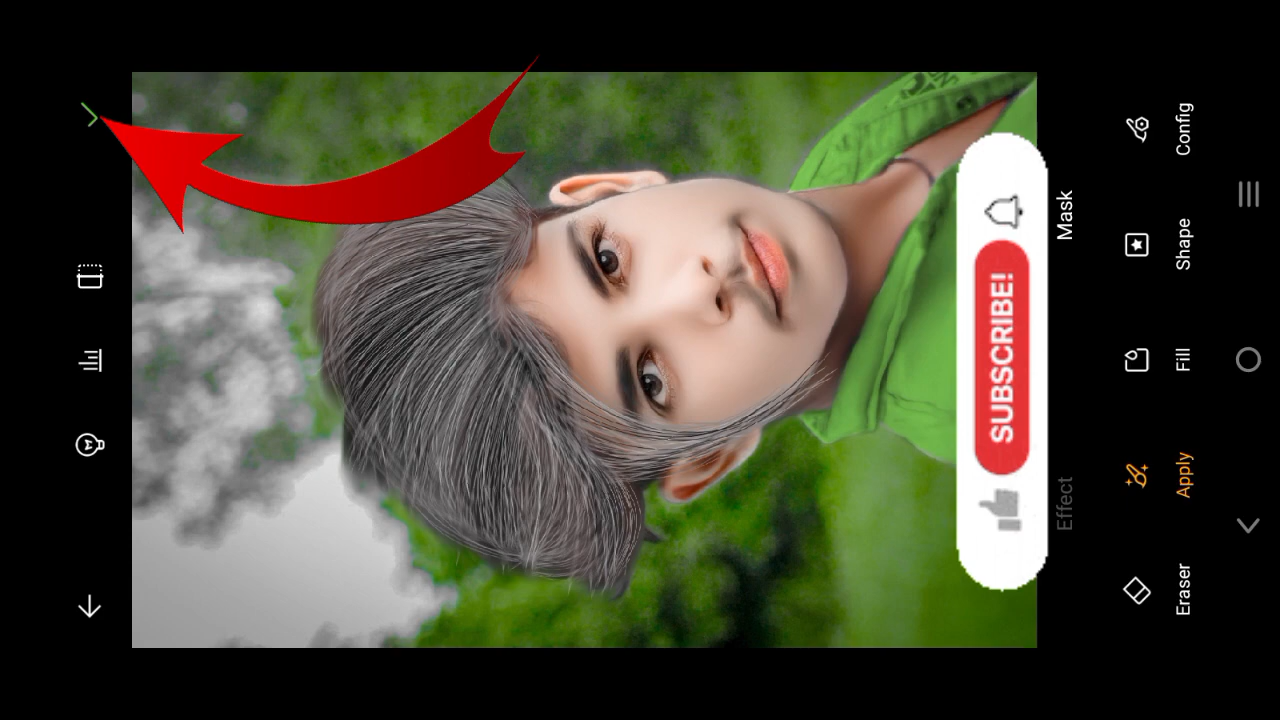 SUBSCRIBE!
Effect
Mask
Eraser
Apply
Fill
Shape
Config